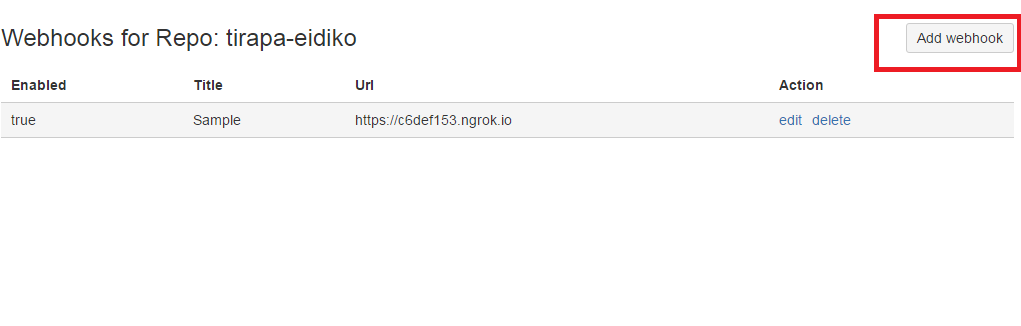 Webhooks for Repo: tirapa-eidiko
Add webhook
Enabled Title Url Action
true Sample https://c6def153.ngrok.io edit delete